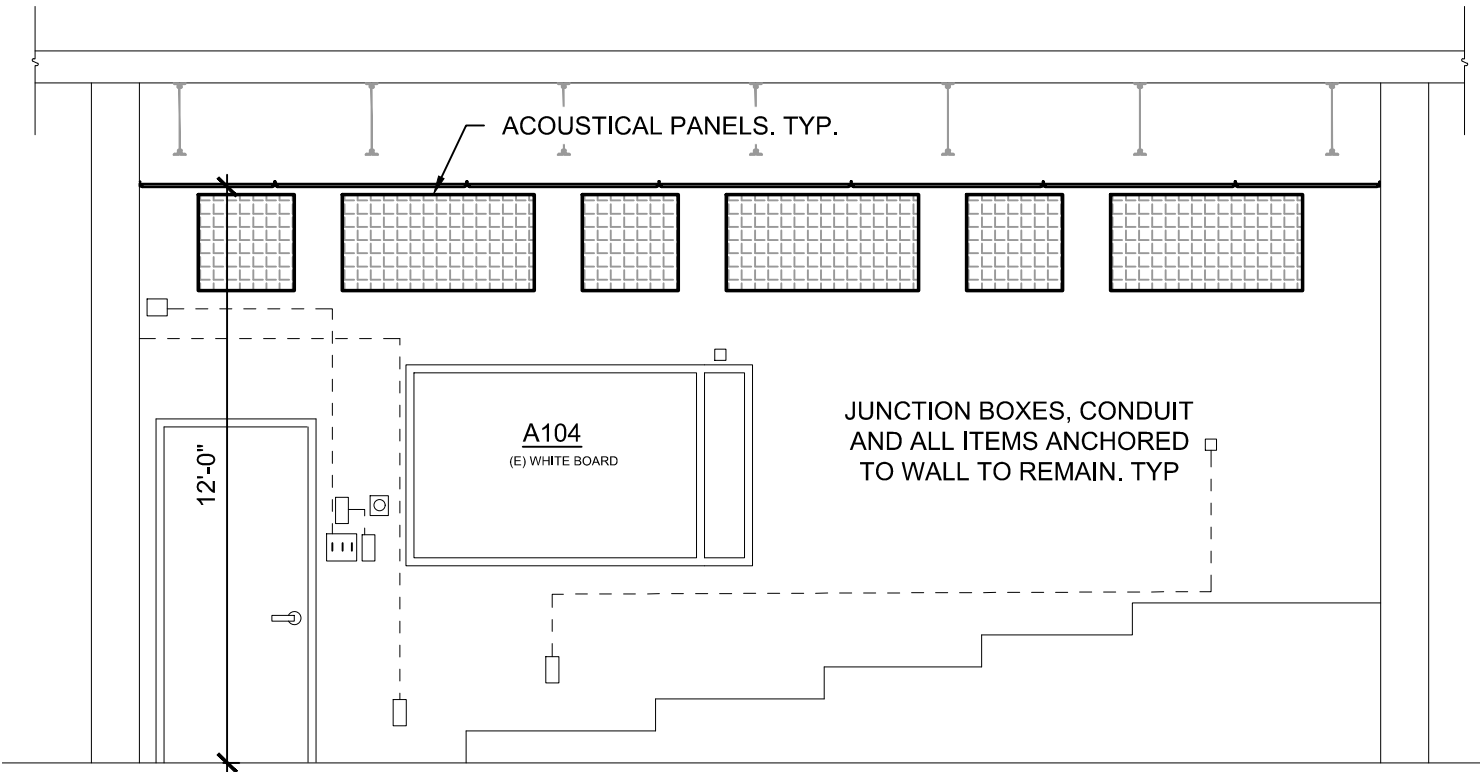 ACOUSTICAL PANELS. TYP.
A104
(E) WHITE BOARD
JUNCTION BOXES, CONDUIT
AND ALL ITEMS ANCHORED
TO WALL TO REMAIN. TYP
12'-0"